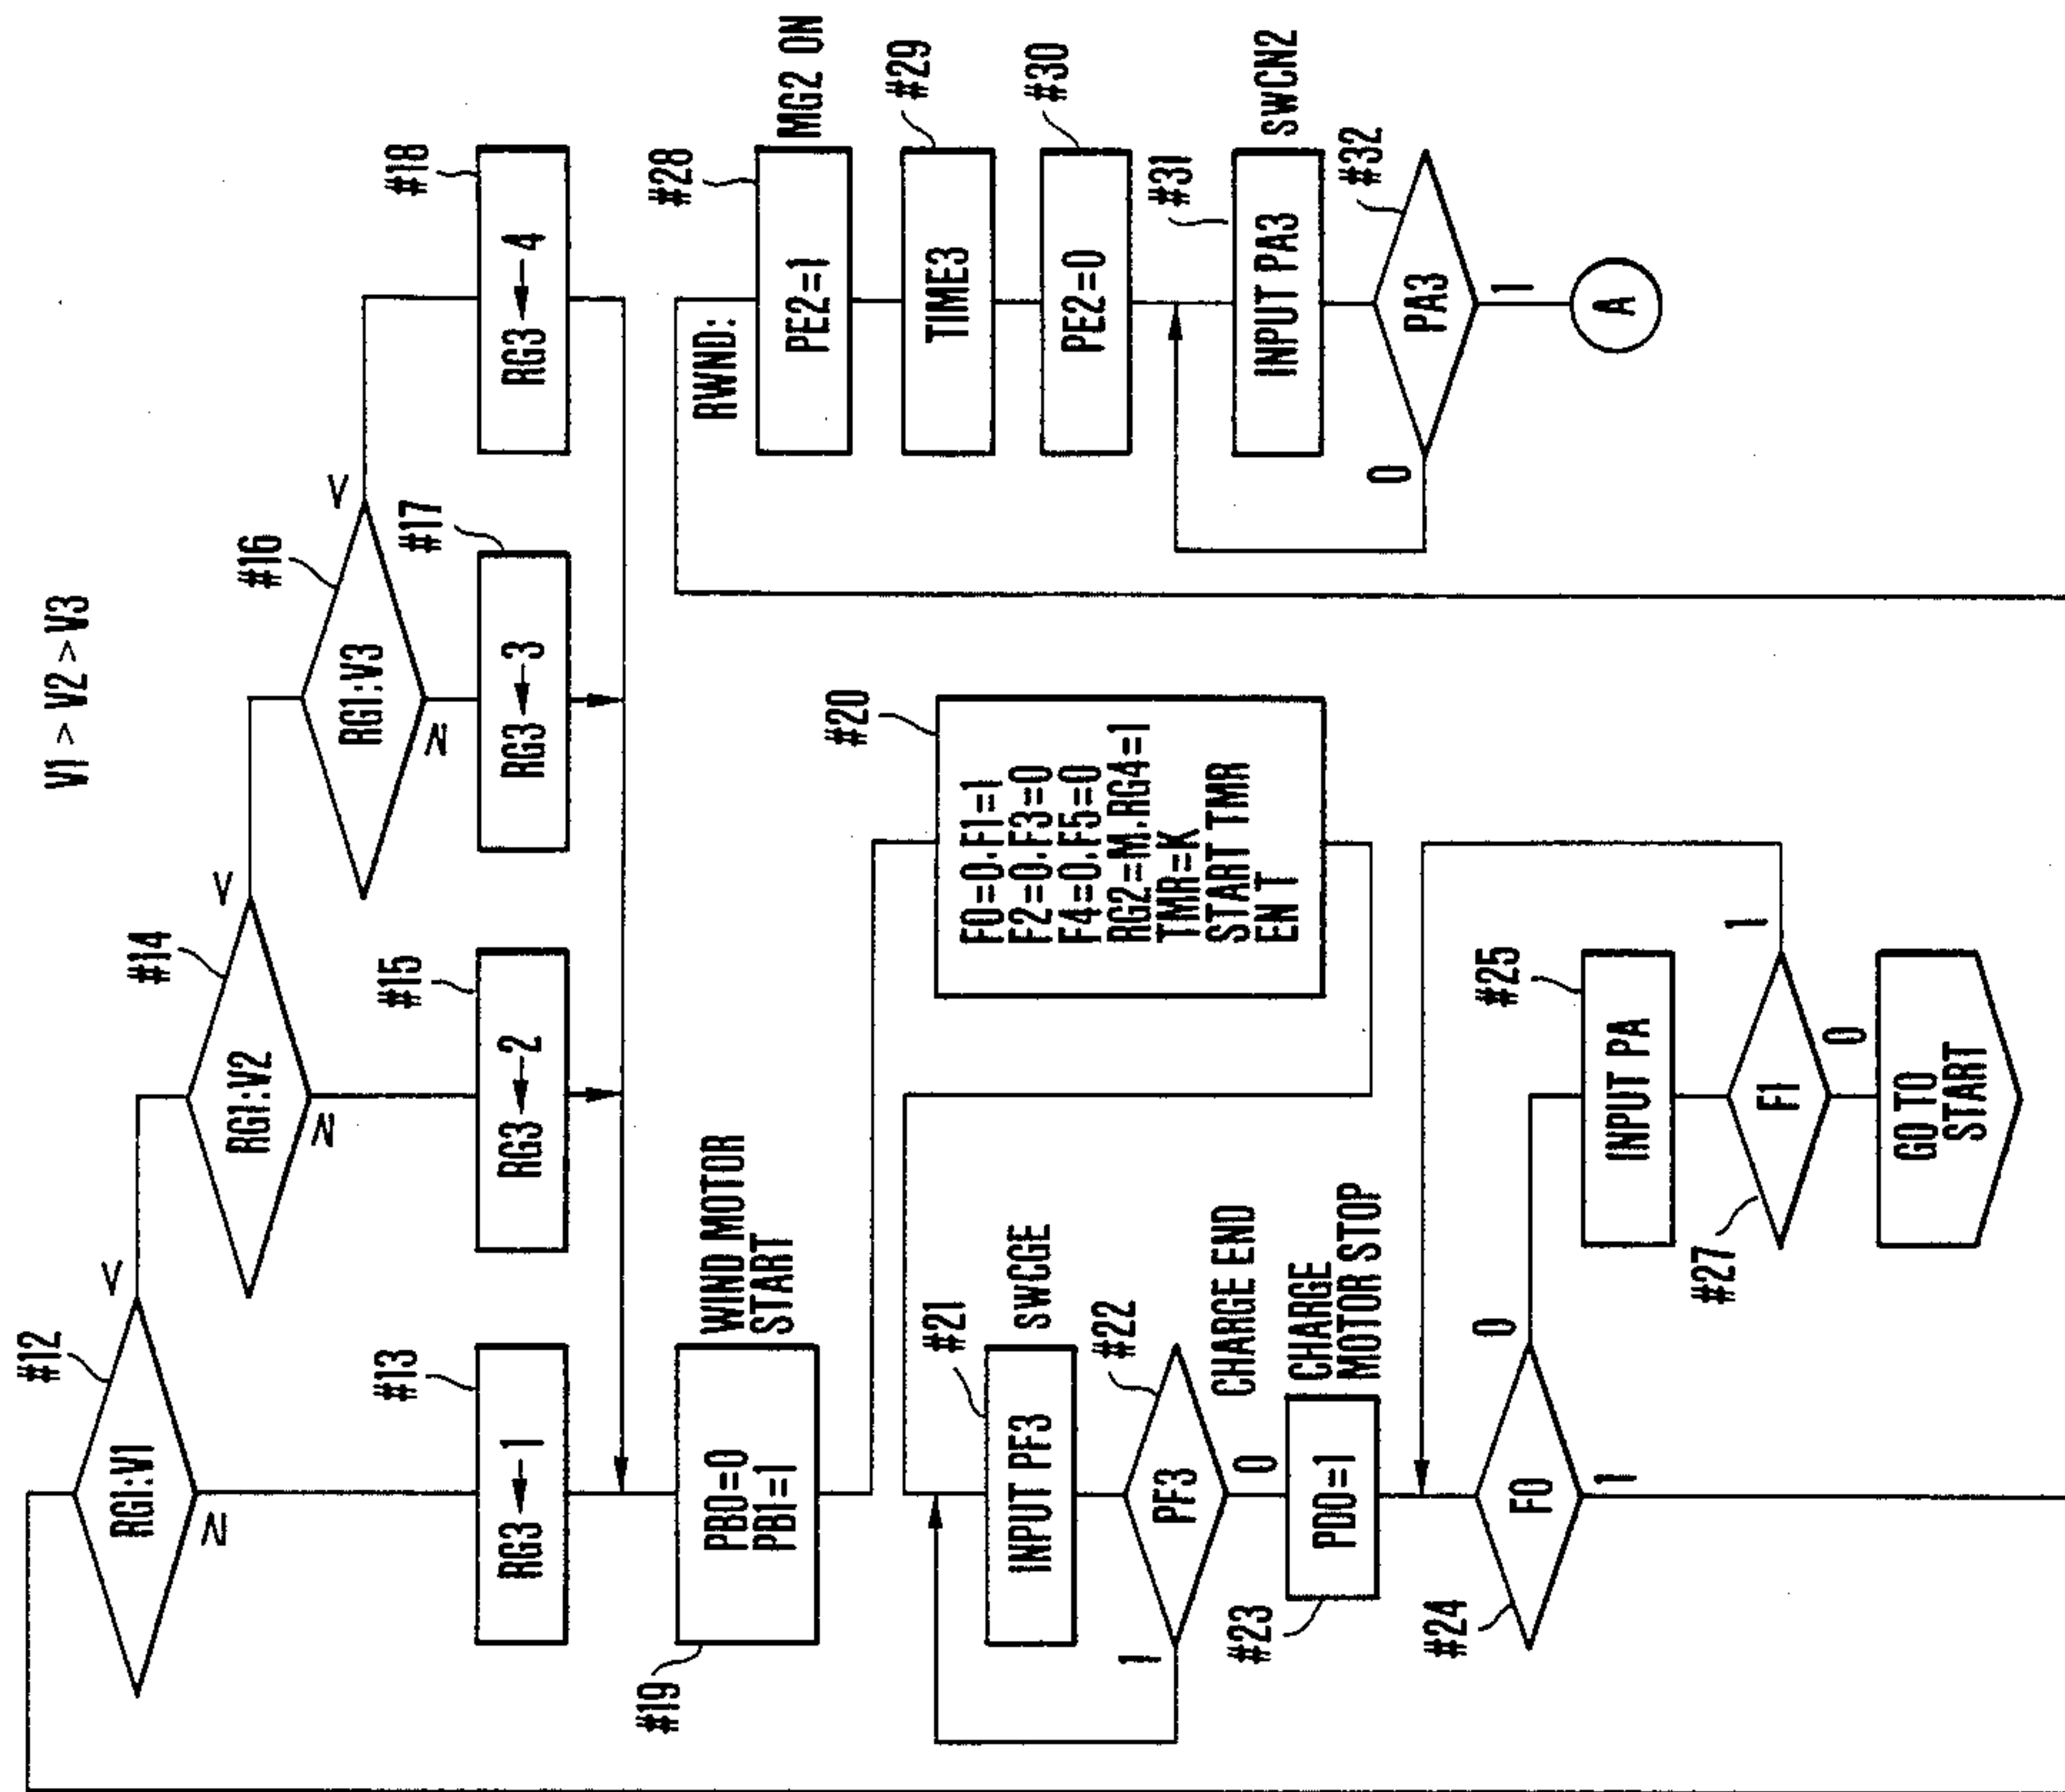 V1 > V2 > V3
#12
RG1:V1
<
≥
#14
RG1:V2
<
≥
#16
RG1:V3
<
≥
#13
RG3←1
#15
RG3←2
#17
RG3←3
#18
RG3←4
#19
PB0=0
PB1=1
WIND MOTOR
START
#20
F0=0.F1=1
F2=0.F3=0
F4=0.F5=0
RG2=M.RG4=1
TMR=K
START TMR
EN T
#21
swCGE
INPUT PF3
#22
PF3
1
0
CHARGE END
#23
PD0=1
CHARGE
MOTOR STOP
#24
F0
0
1
#25
INPUT PA
#27
F1
1
0
GO TO
START
RWND:
#28
PE2=1
MG2 ON
#29
TIME3
#30
PE2=0
#31
swCN2
INPUT PA3
#32
PA3
0
1
A